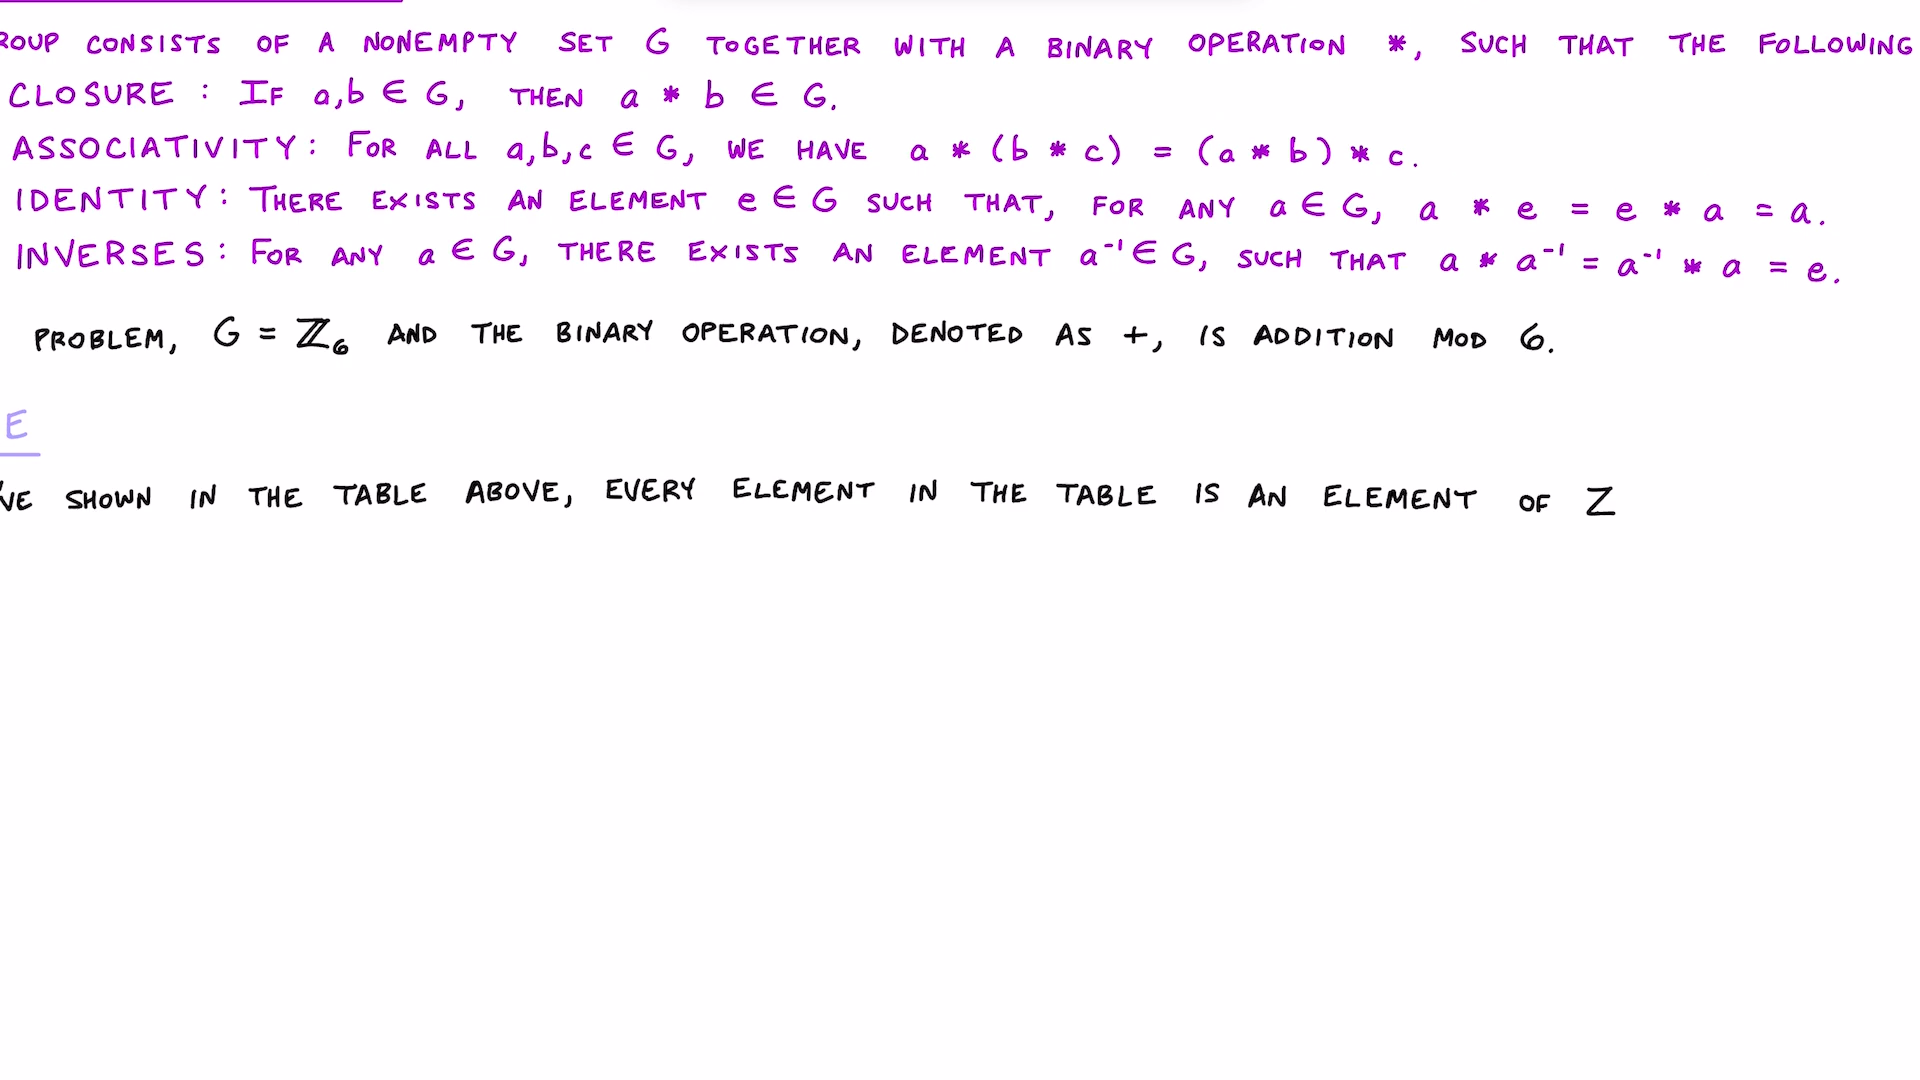 ROUP CONSISTS OF A NONEMPTY SET G TOGETHER WITH A BINARY OPERATION *, SUCH THAT THE FOLLOWING
CLOSURE : IF a,b ∈ G, THEN a * b ∈ G.
ASSOCIATIVITY: FOR ALL a,b,c ∈ G, WE HAVE a * (b * c) = (a * b) * c.
IDENTITY: THERE EXISTS AN ELEMENT e ∈ G SUCH THAT, FOR ANY a ∈ G, a * e = e * a = a.
INVERSES: FOR ANY a ∈ G, THERE EXISTS AN ELEMENT a⁻¹ ∈ G, SUCH THAT a * a⁻¹ = a⁻¹ * a = e.
PROBLEM, G = ℤ₆ AND THE BINARY OPERATION, DENOTED AS +, IS ADDITION MOD 6.
E
'VE SHOWN IN THE TABLE ABOVE, EVERY ELEMENT IN THE TABLE IS AN ELEMENT OF Z